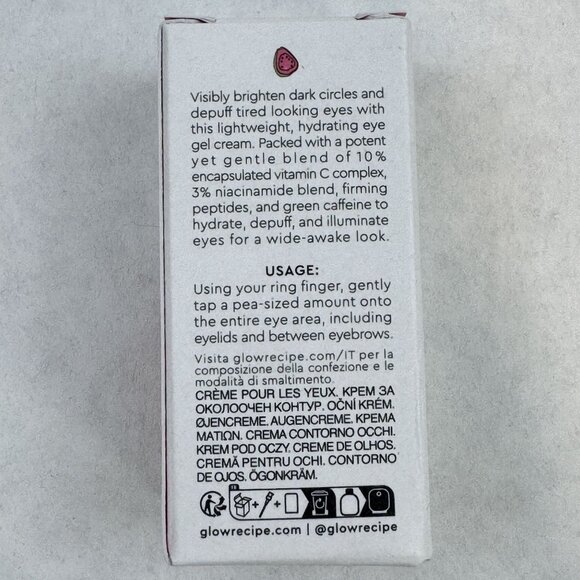 Visibly brighten dark circles and
depuff tired looking eyes with
this lightweight, hydrating eye
gel cream. Packed with a potent
yet gentle blend of 10%
encapsulated vitamin C complex,
3% niacinamide blend, firming
peptides, and green caffeine to
hydrate, depuff, and illuminate
eyes for a wide-awake look.
USAGE:
Using your ring finger, gently
tap a pea-sized amount onto
the entire eye area, including
eyelids and between eyebrows.
Visita glowrecipe.com/IT per la
composizione della confezione e le
modalità di smaltimento.
CRÈME POUR LES YEUX. КРЕМ ЗА
ОКОЛООЧЕН КОНТУР. OČNÍ KRÉM.
ØJENCREME. AUGENCREME. ΚΡΕΜΑ
ΜΑΤΙΩΝ. CREMA CONTORNO OCCHI.
KREM POD OCZY. CREME DE OLHOS.
CREMĂ PENTRU OCHI. CONTORNO
DE OJOS. ÖGONKRÄM.
glowrecipe.com | @glowrecipe